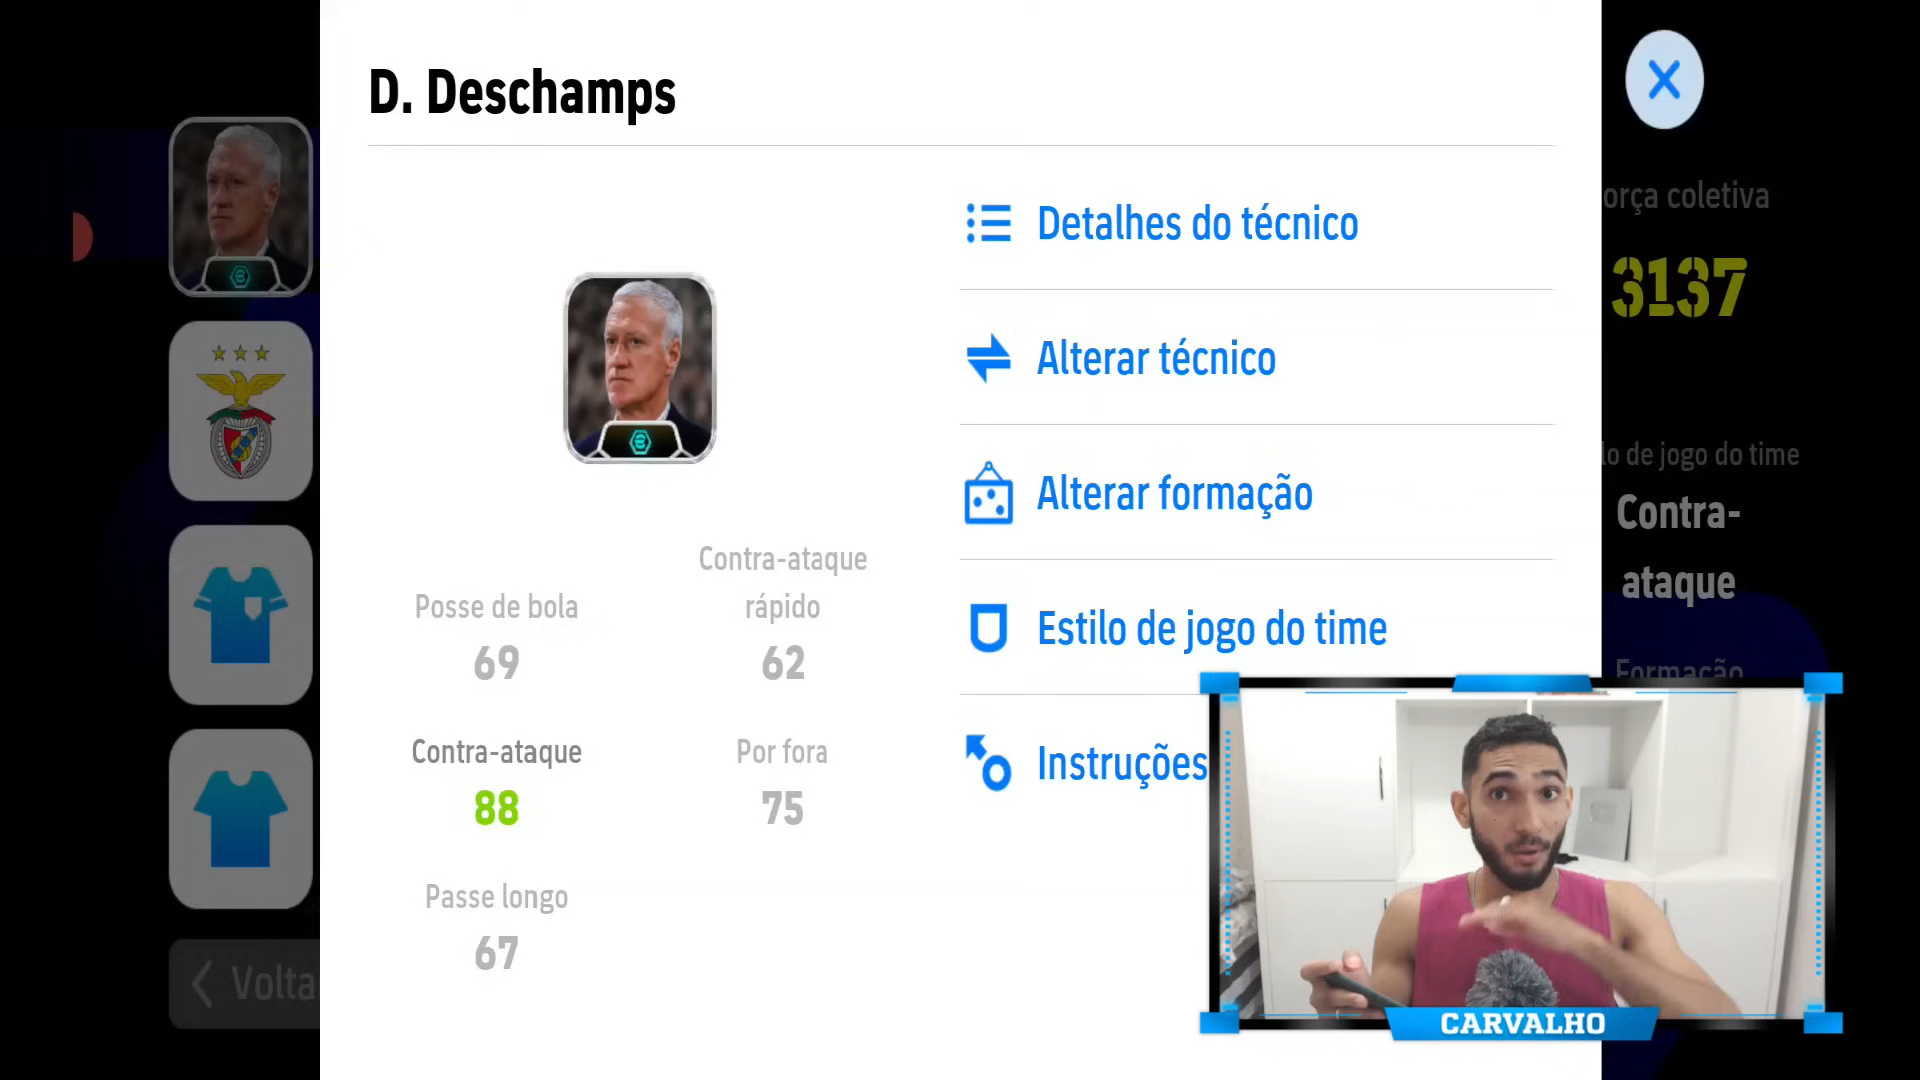 D. Deschamps
Detalhes do técnico
Alterar técnico
Alterar formação
Estilo de jogo do time
Instruções
Posse de bola
69
Contra-ataque
rápido
62
Contra-ataque
88
Por fora
75
Passe longo
67
orça coletiva
3137
lo de jogo do time
Contra-
ataque
Formação
Volta
CARVALHO